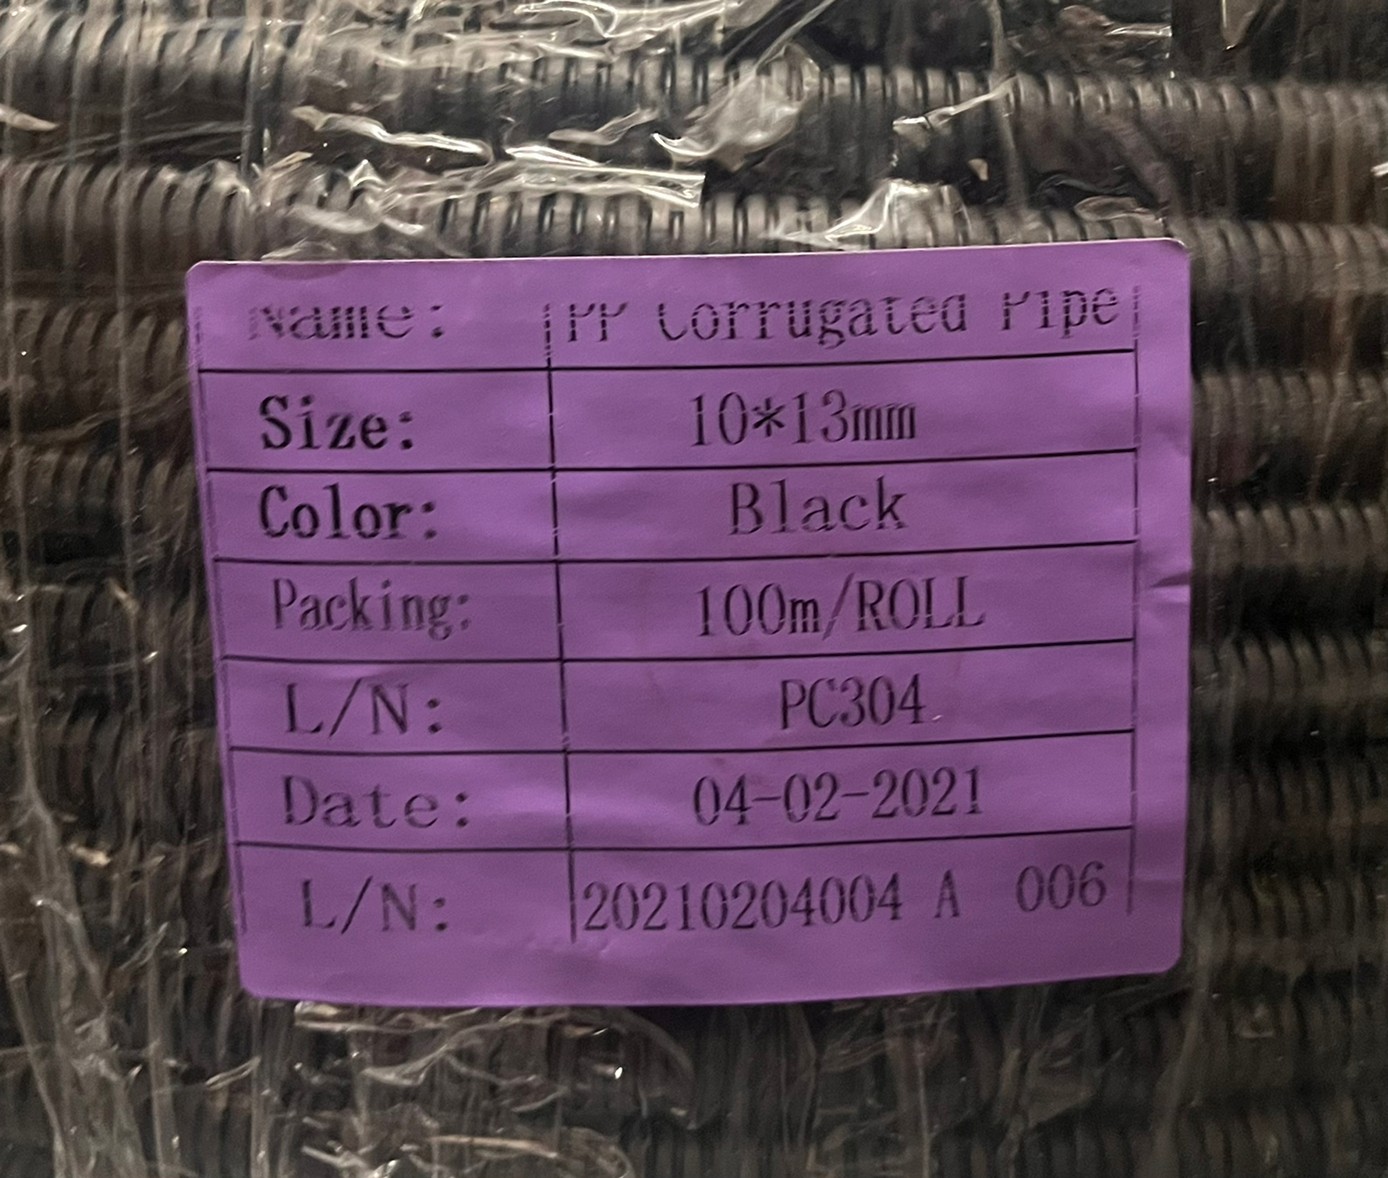 Name: PP Corrugated Pipe
Size: 10*13mm
Color: Black
Packing: 100m/ROLL
L/N: PC304
Date: 04-02-2021
L/N: 20210204004 A 006